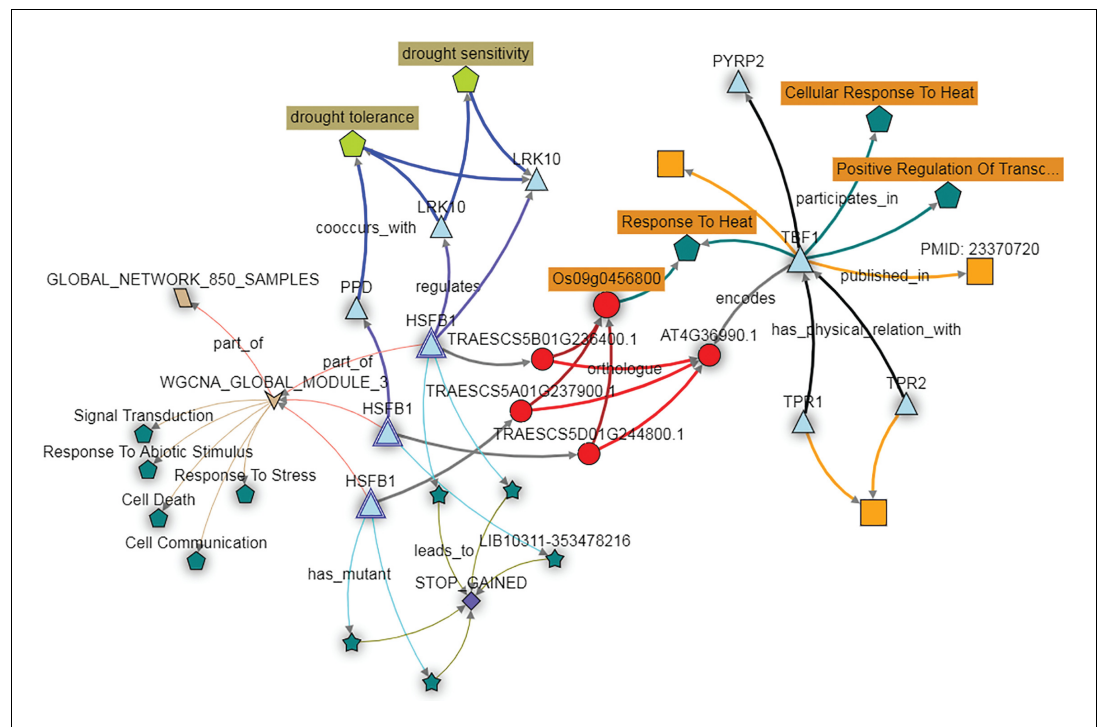 drought sensitivity
PYRP2
Cellular Response To Heat
drought tolerance
LRK10
Positive Regulation Of Transc...
participates_in
LRK10
cooccurs_with
Response To Heat
TBF1
PMID: 23370720
published_in
GLOBAL_NETWORK_850_SAMPLES
PPD
regulates
Os09g0456800
encodes
HSFB1
TRAESCS5B01G236400.1
AT4G36990.1
has_physical_relation_with
part_of
part_of
orthologue
WGCNA_GLOBAL_MODULE_3
TRAESCS5A01G237900.1
TPR2
HSFB1
TPR1
Signal Transduction
TRAESCS5D01G244800.1
Response To Abiotic Stimulus
Response To Stress
HSFB1
Cell Death
Cell Communication
LIB10311-353478216
leads_to
has_mutant
STOP_GAINED